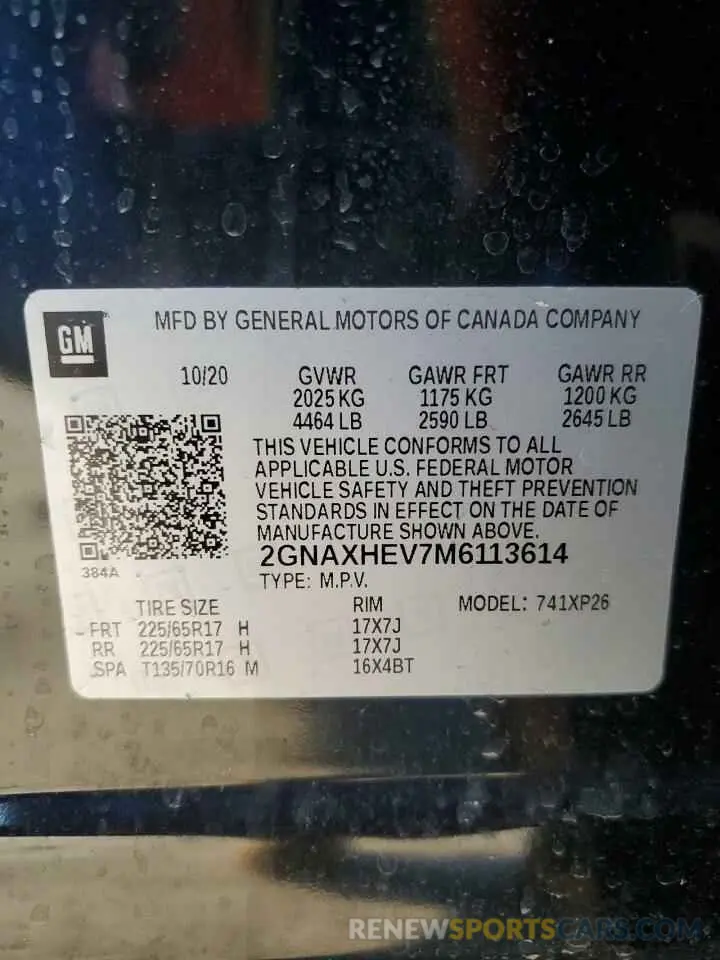 GM
MFD BY GENERAL MOTORS OF CANADA COMPANY
10/20 GVWR GAWR FRT GAWR RR
2025 KG 1175 KG 1200 KG
4464 LB 2590 LB 2645 LB
THIS VEHICLE CONFORMS TO ALL
APPLICABLE U.S. FEDERAL MOTOR
VEHICLE SAFETY AND THEFT PREVENTION
STANDARDS IN EFFECT ON THE DATE OF
MANUFACTURE SHOWN ABOVE.
2GNAXHEV7M6113614
384A
TYPE: M.P.V.
TIRE SIZE RIM MODEL: 741XP26
FRT 225/65R17 H 17X7J
RR 225/65R17 H 17X7J
SPA T135/70R16 M 16X4BT
RENEWSPORTSCARS.COM